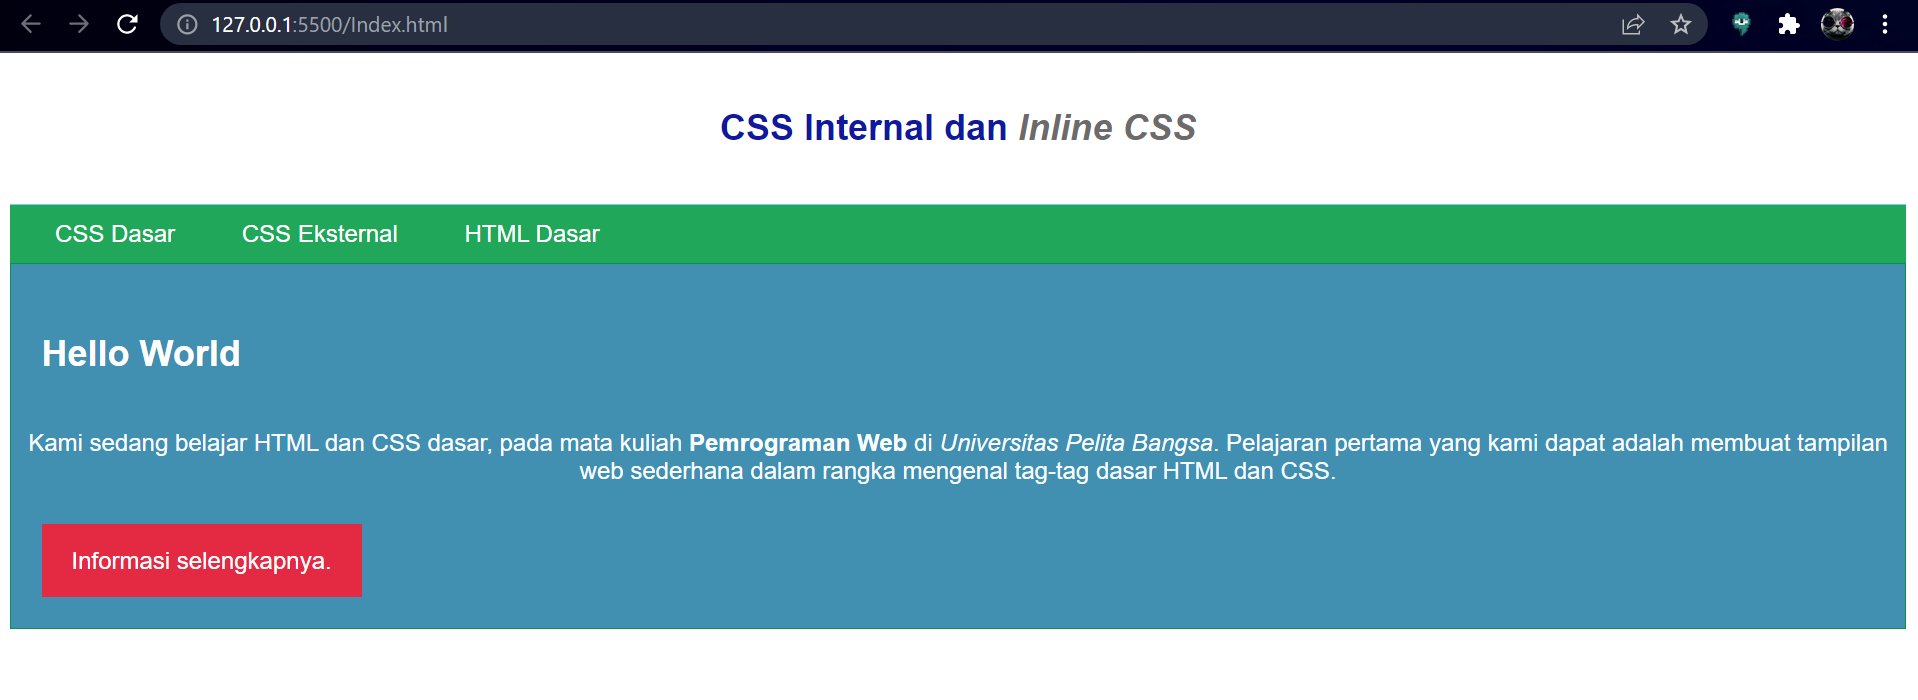 127.0.0.1:5500/Index.html
CSS Internal dan Inline CSS
CSS Dasar CSS Eksternal HTML Dasar
Hello World
Kami sedang belajar HTML dan CSS dasar, pada mata kuliah Pemrograman Web di Universitas Pelita Bangsa. Pelajaran pertama yang kami dapat adalah membuat tampilan
web sederhana dalam rangka mengenal tag-tag dasar HTML dan CSS.
Informasi selengkapnya.